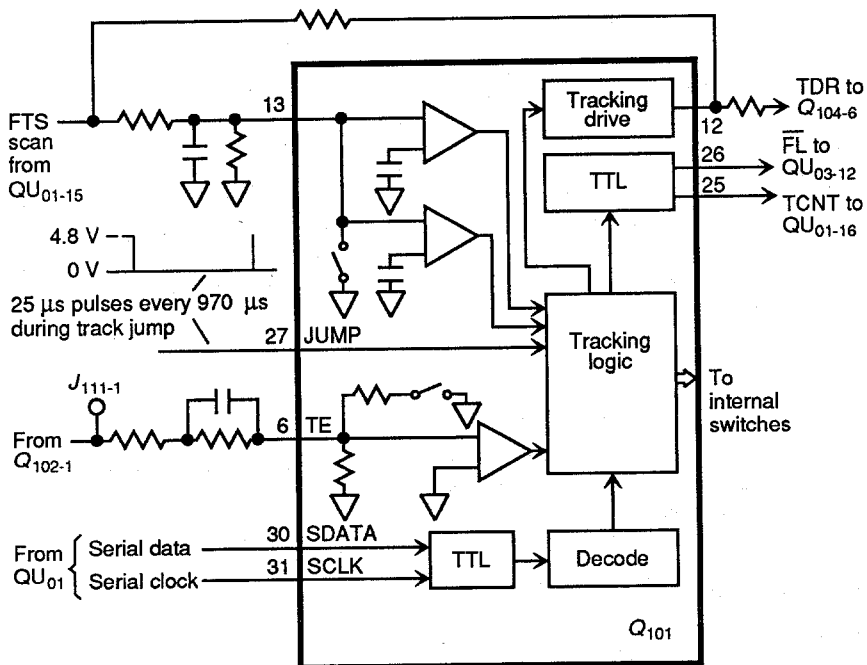 FTS
scan
from
QU01-15
13
Tracking
drive
12
TDR to
Q104-6
TTL
26
25
FL to
QU03-12
TCNT to
QU01-16
4.8 V
0 V
25 µs pulses every 970 µs
during track jump
27
JUMP
Tracking
logic
To
internal
switches
J111-1
From
Q102-1
6
TE
From
QU01
Serial data
Serial clock
30
SDATA
31
SCLK
TTL
Decode
Q101